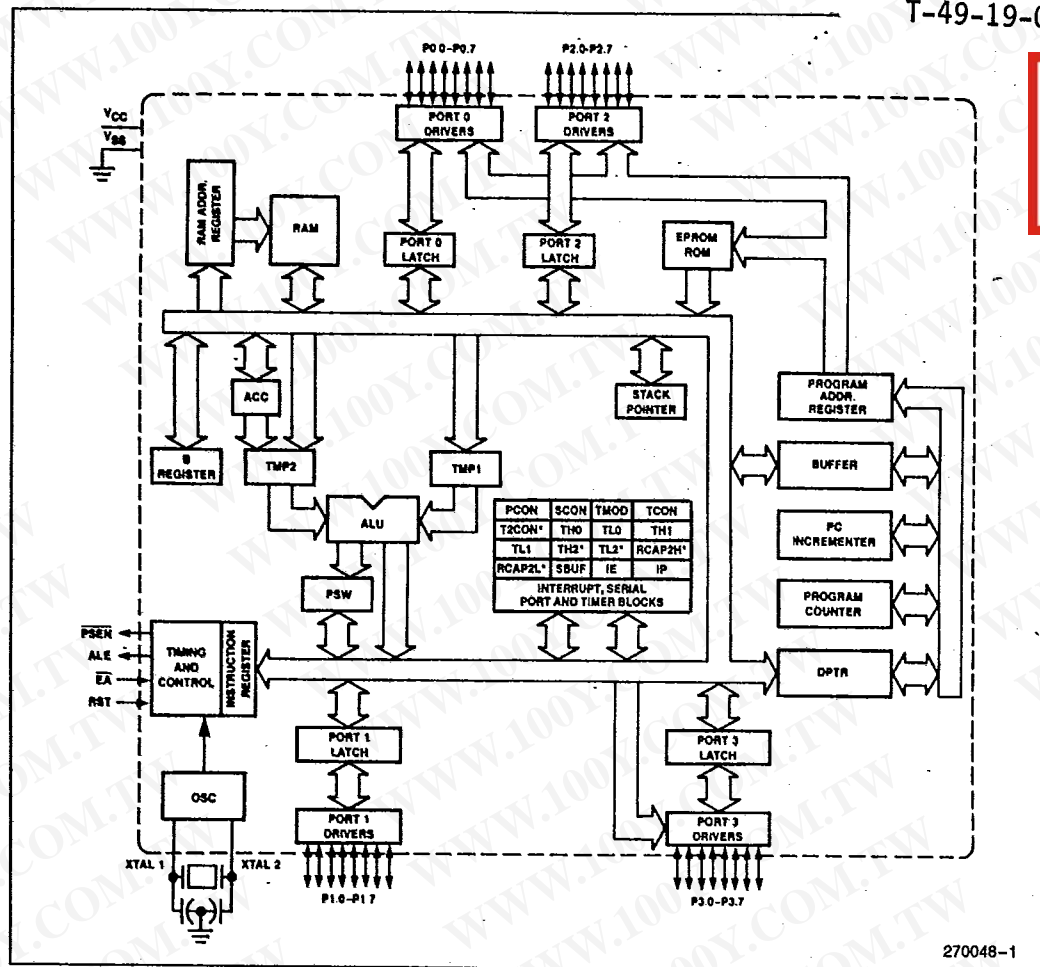 T-49-19-0
P0 0-P0.7
P2.0-P2.7
VCC
VSS
PORT 0
DRIVERS
PORT 2
DRIVERS
RAM ADDR.
REGISTER
RAM
PORT 0
LATCH
PORT 2
LATCH
EPROM
ROM
ACC
STACK
POINTER
PROGRAM
ADDR.
REGISTER
B
REGISTER
TMP2
TMP1
BUFFER
ALU
PCON SCON TMOD TCON
T2CON* TH0 TL0 TH1
TL1 TH2* TL2* RCAP2H*
RCAP2L* SBUF IE IP
INTERRUPT, SERIAL
PORT AND TIMER BLOCKS
PC
INCREMENTER
PSW
PROGRAM
COUNTER
PSEN
ALE
EA
RST
TIMING
AND
CONTROL
INSTRUCTION
REGISTER
DPTR
PORT 1
LATCH
PORT 3
LATCH
OSC
PORT 1
DRIVERS
PORT 3
DRIVERS
XTAL 1
XTAL 2
P1.0-P1 7
P3.0-P3.7
270048-1
WWW.100Y.COM.TW